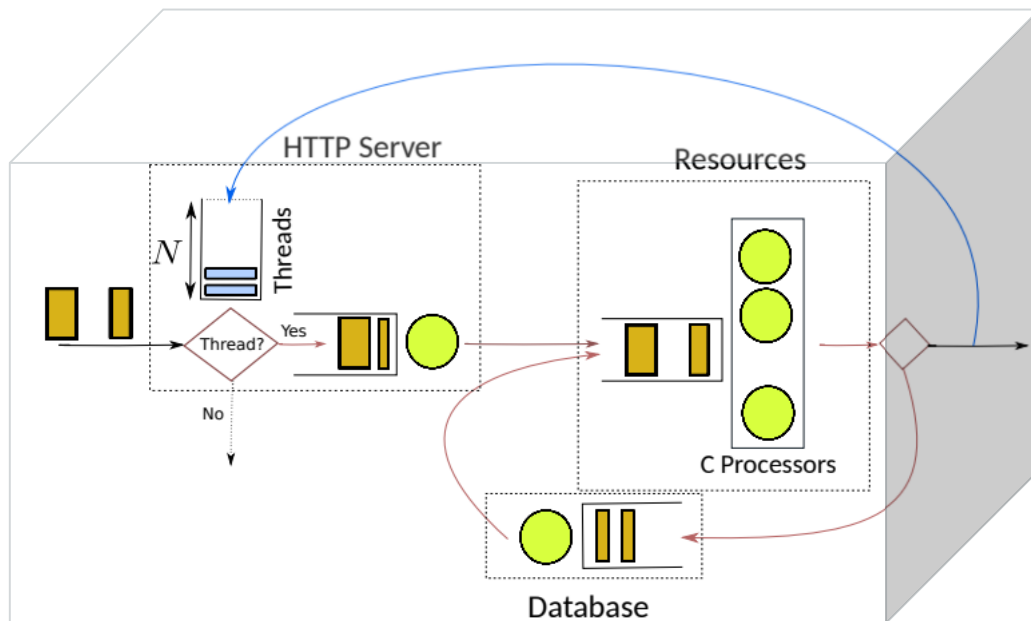 HTTP Server
Resources
N
Threads
Thread?
Yes
No
C Processors
Database